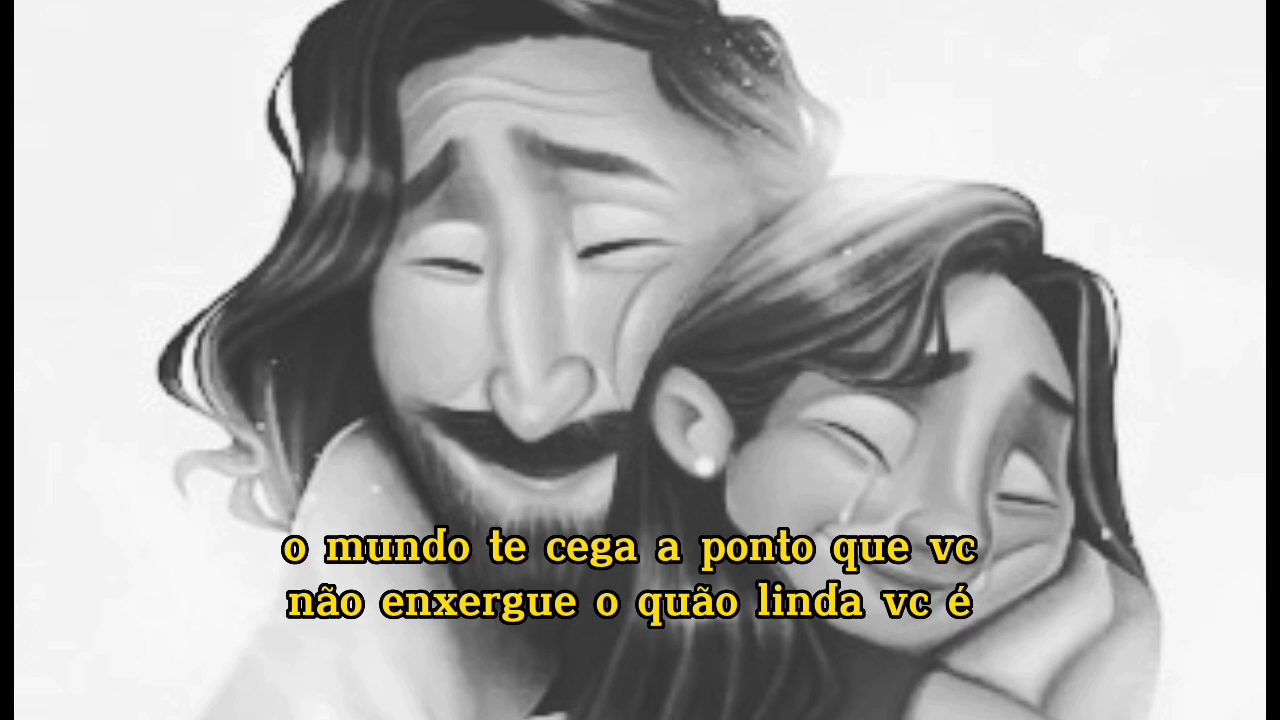 o mundo te cega a ponto que vc
não enxergue o quão linda vc é